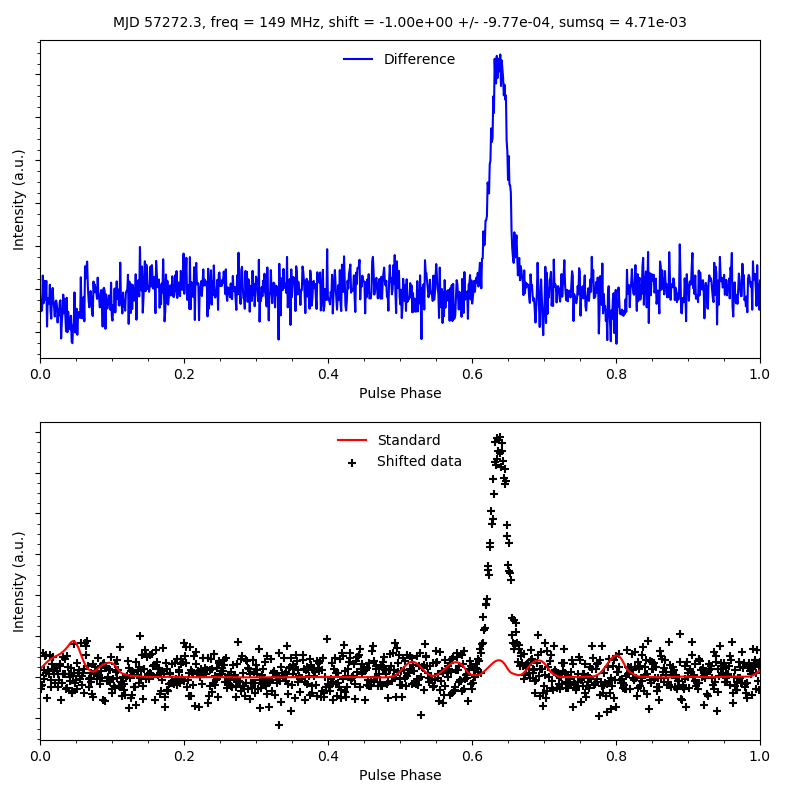 MJD 57272.3, freq = 149 MHz, shift = -1.00e+00 +/- -9.77e-04, sumsq = 4.71e-03
Difference
Intensity (a.u.)
0.0 0.2 0.4 0.6 0.8 1.0
Pulse Phase
Standard
Shifted data
Intensity (a.u.)
0.0 0.2 0.4 0.6 0.8 1.0
Pulse Phase